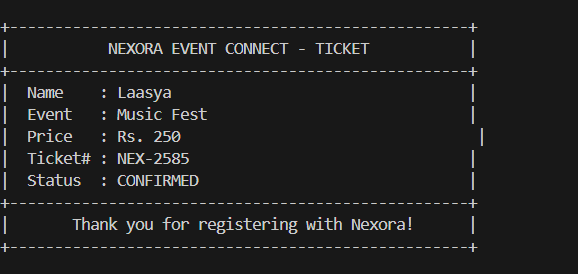 +---------------------------------------------------+
|           NEXORA EVENT CONNECT - TICKET           |
+---------------------------------------------------+
|  Name    : Laasya                                 |
|  Event   : Music Fest                             |
|  Price   : Rs. 250                                 |
|  Ticket# : NEX-2585                               |
|  Status  : CONFIRMED                              |
+---------------------------------------------------+
|       Thank you for registering with Nexora!      |
+---------------------------------------------------+